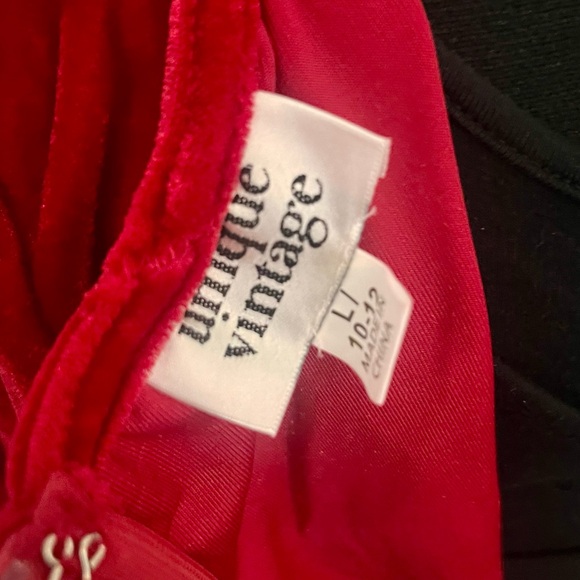 unique
vintage
L/
10-12
MADE IN
CHINA